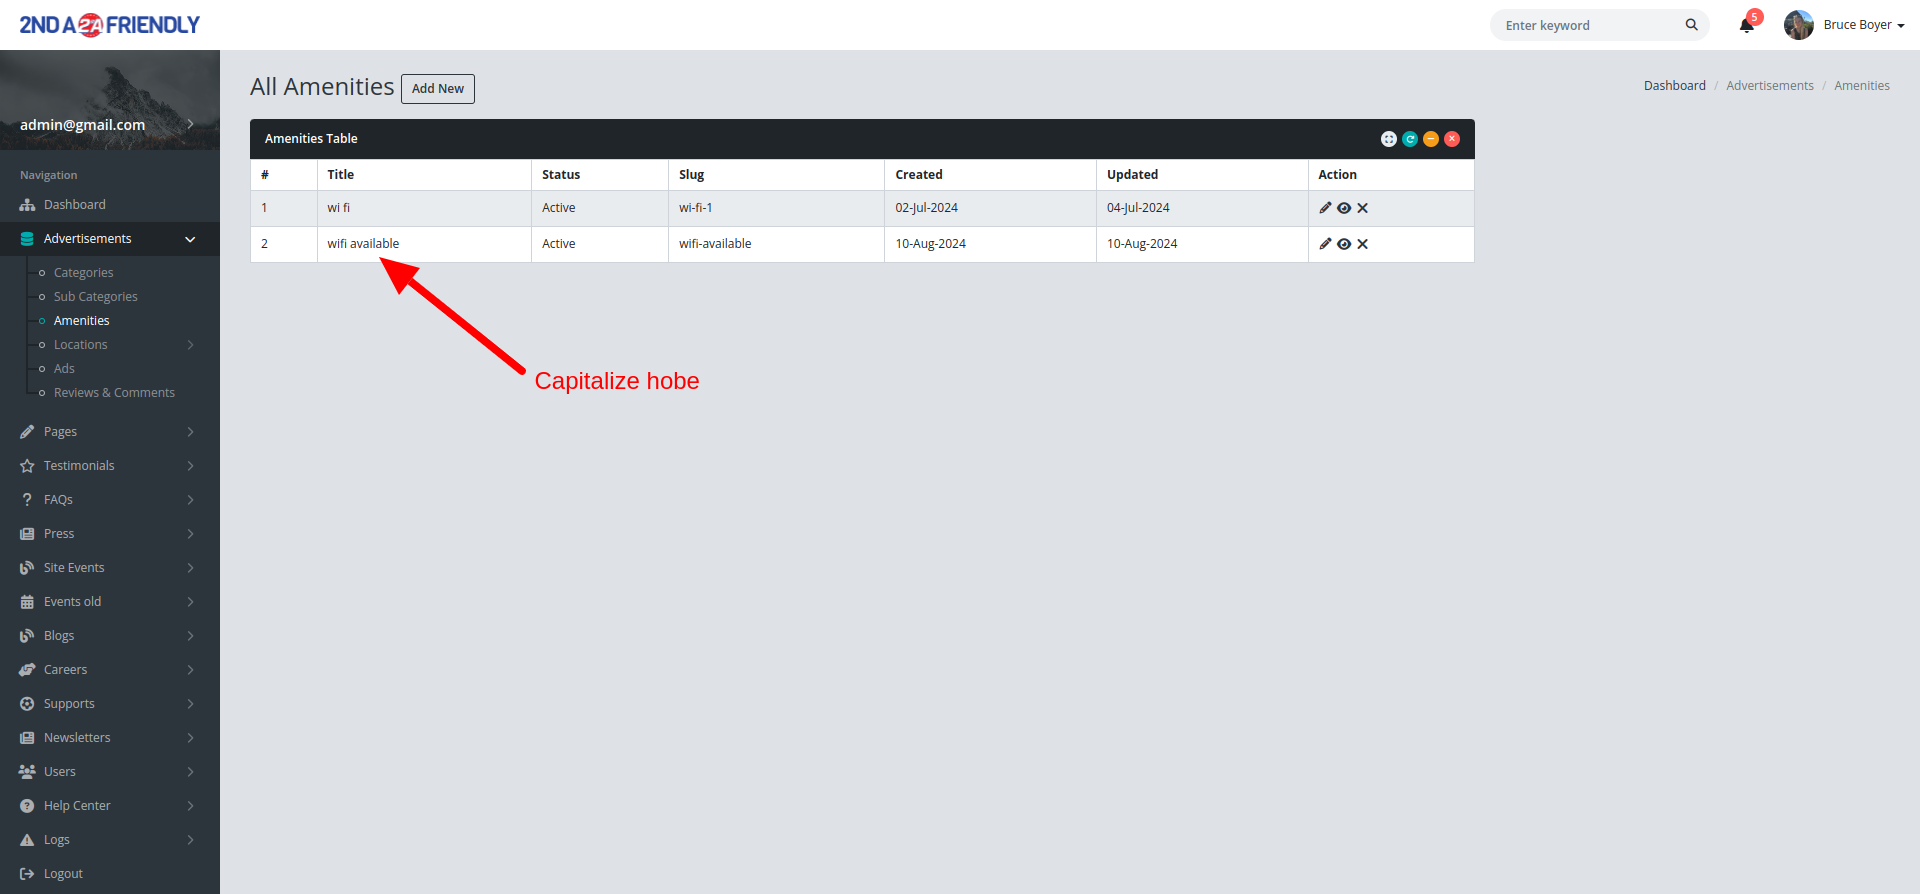 2ND A 2A FRIENDLY
Enter keyword
5
Bruce Boyer
admin@gmail.com
Navigation
Dashboard
Advertisements
Categories
Sub Categories
Amenities
Locations
Ads
Reviews & Comments
Pages
Testimonials
FAQs
Press
Site Events
Events old
Blogs
Careers
Supports
Newsletters
Users
Help Center
Logs
Logout
All Amenities Add New
Dashboard / Advertisements / Amenities
Amenities Table
# Title Status Slug Created Updated Action
1 wi fi Active wi-fi-1 02-Jul-2024 04-Jul-2024
2 wifi available Active wifi-available 10-Aug-2024 10-Aug-2024
Capitalize hobe